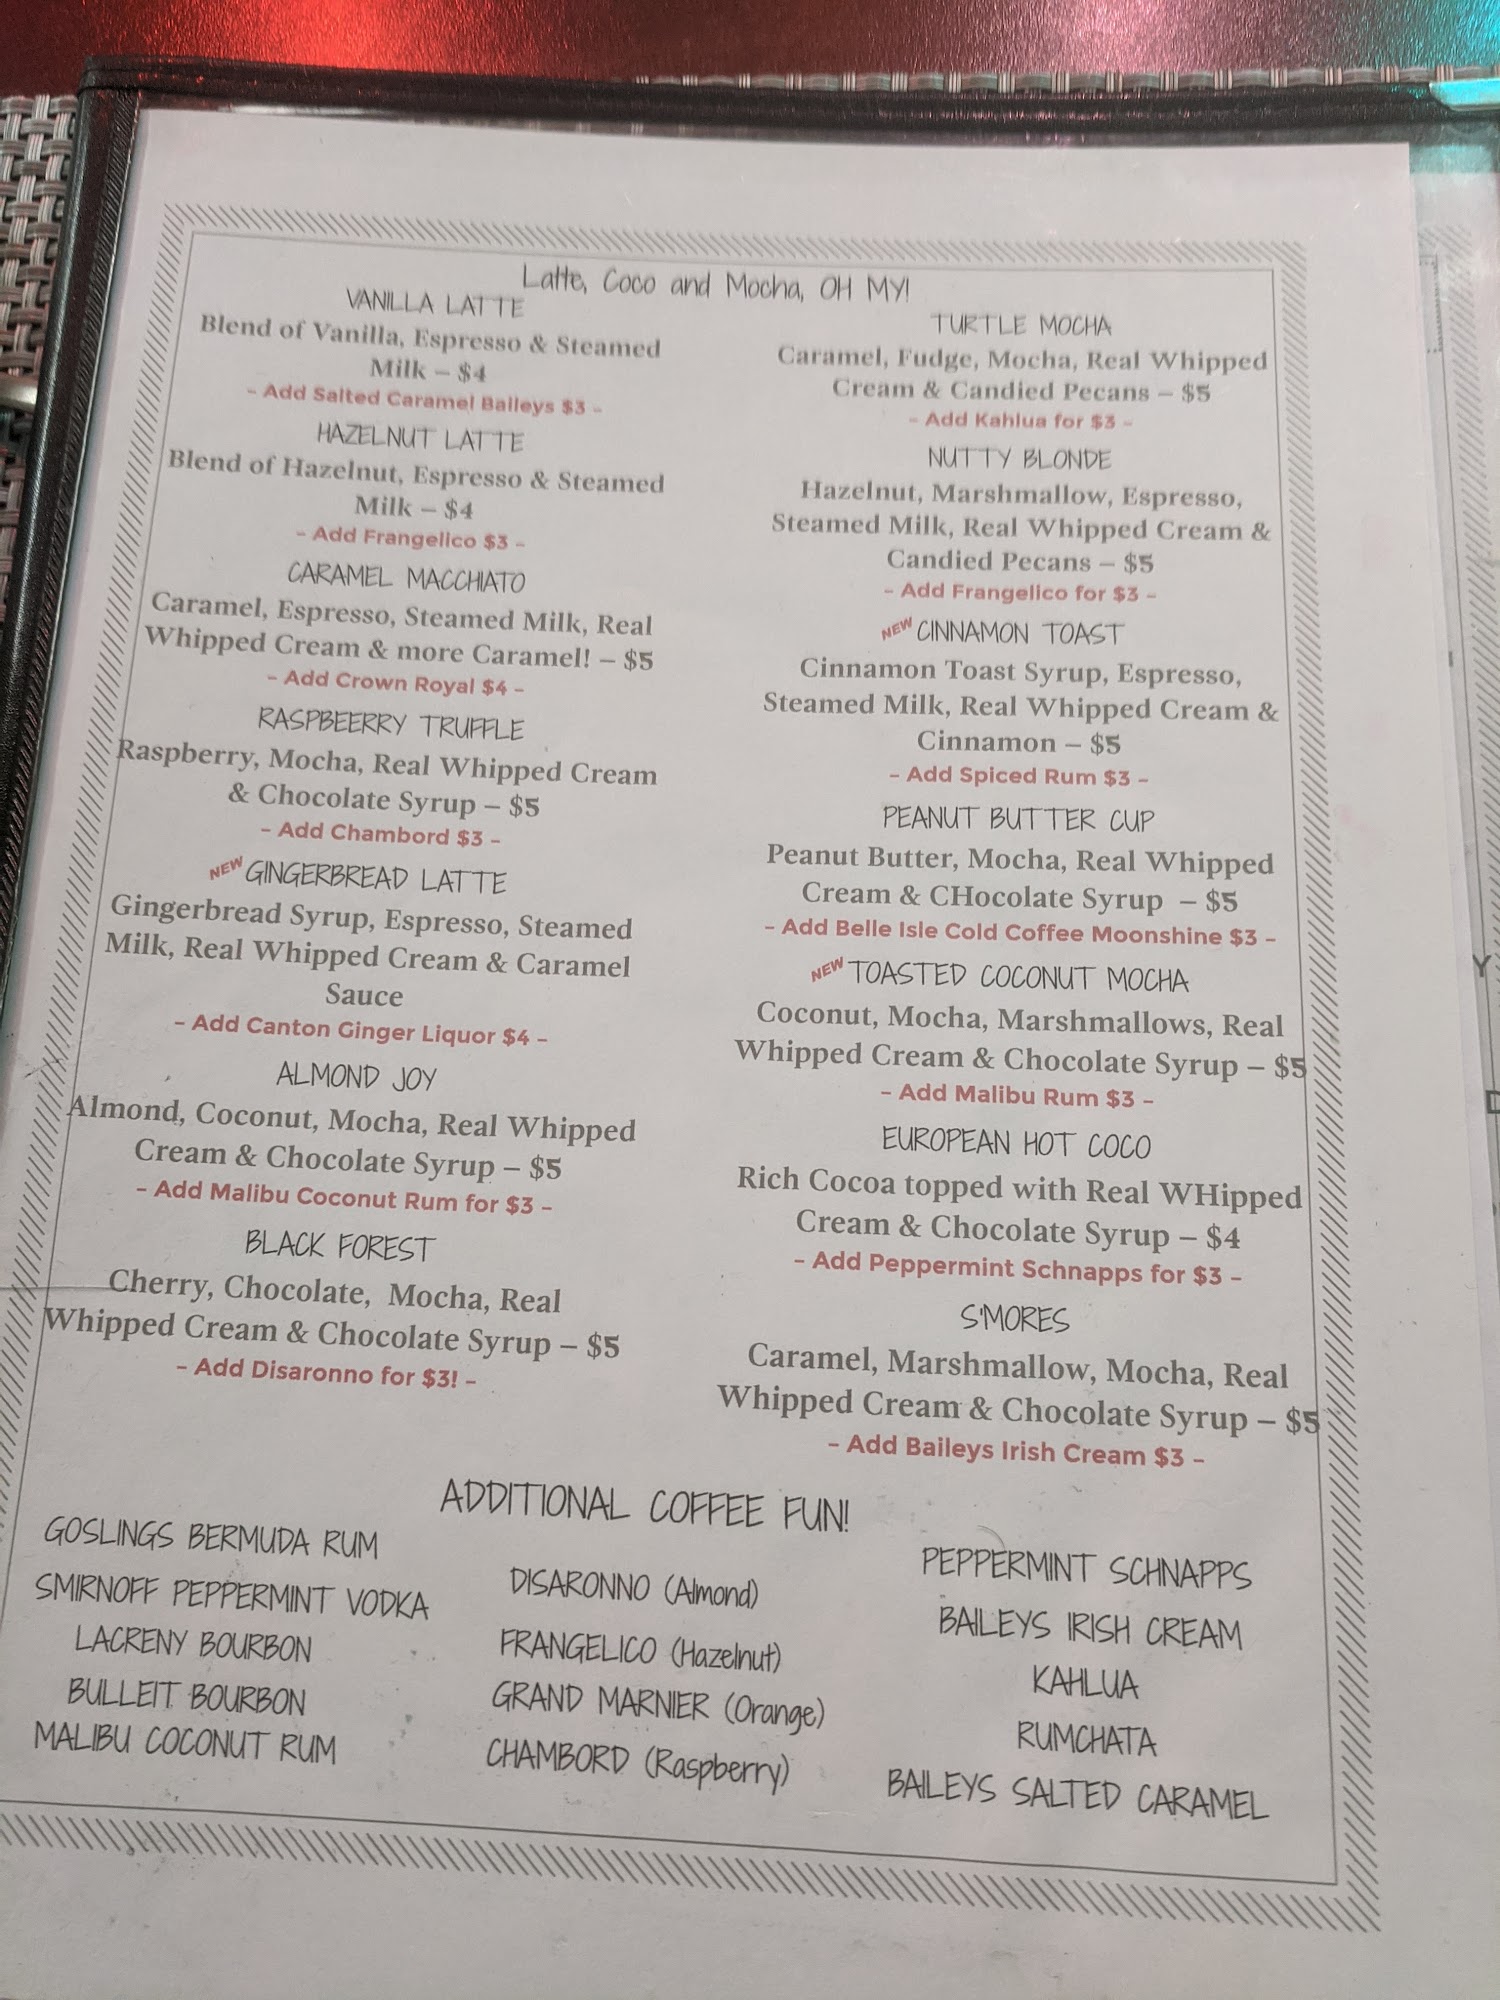 Latte, Coco and Mocha, OH MY!
VANILLA LATTE
Blend of Vanilla, Espresso & Steamed
Milk – $4
– Add Salted Caramel Baileys $3 –
HAZELNUT LATTE
Blend of Hazelnut, Espresso & Steamed
Milk – $4
– Add Frangelico $3 –
CARAMEL MACCHIATO
Caramel, Espresso, Steamed Milk, Real
Whipped Cream & more Caramel! – $5
– Add Crown Royal $4 –
RASPBEERRY TRUFFLE
Raspberry, Mocha, Real Whipped Cream
& Chocolate Syrup – $5
– Add Chambord $3 –
NEW GINGERBREAD LATTE
Gingerbread Syrup, Espresso, Steamed
Milk, Real Whipped Cream & Caramel
Sauce
– Add Canton Ginger Liquor $4 –
ALMOND JOY
Almond, Coconut, Mocha, Real Whipped
Cream & Chocolate Syrup – $5
– Add Malibu Coconut Rum for $3 –
BLACK FOREST
Cherry, Chocolate, Mocha, Real
Whipped Cream & Chocolate Syrup – $5
– Add Disaronno for $3! –
TURTLE MOCHA
Caramel, Fudge, Mocha, Real Whipped
Cream & Candied Pecans – $5
– Add Kahlua for $3 –
NUTTY BLONDE
Hazelnut, Marshmallow, Espresso,
Steamed Milk, Real Whipped Cream &
Candied Pecans – $5
– Add Frangelico for $3 –
NEW CINNAMON TOAST
Cinnamon Toast Syrup, Espresso,
Steamed Milk, Real Whipped Cream &
Cinnamon – $5
– Add Spiced Rum $3 –
PEANUT BUTTER CUP
Peanut Butter, Mocha, Real Whipped
Cream & CHocolate Syrup – $5
– Add Belle Isle Cold Coffee Moonshine $3 –
NEW TOASTED COCONUT MOCHA
Coconut, Mocha, Marshmallows, Real
Whipped Cream & Chocolate Syrup – $5
– Add Malibu Rum $3 –
EUROPEAN HOT COCO
Rich Cocoa topped with Real WHipped
Cream & Chocolate Syrup – $4
– Add Peppermint Schnapps for $3 –
S'MORES
Caramel, Marshmallow, Mocha, Real
Whipped Cream & Chocolate Syrup – $5
– Add Baileys Irish Cream $3 –
ADDITIONAL COFFEE FUN!
GOSLINGS BERMUDA RUM
SMIRNOFF PEPPERMINT VODKA
LACRENY BOURBON
BULLEIT BOURBON
MALIBU COCONUT RUM
DISARONNO (Almond)
FRANGELICO (Hazelnut)
GRAND MARNIER (Orange)
CHAMBORD (Raspberry)
PEPPERMINT SCHNAPPS
BAILEYS IRISH CREAM
KAHLUA
RUMCHATA
BAILEYS SALTED CARAMEL